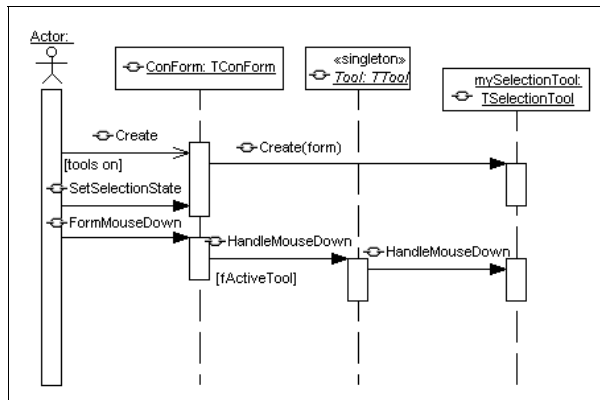 Actor:
ConForm: TConForm
«singleton»
Tool: TTool
mySelectionTool:
TSelectionTool
Create
[tools on]
Create(form)
SetSelectionState
FormMouseDown
HandleMouseDown
[fActiveTool]
HandleMouseDown